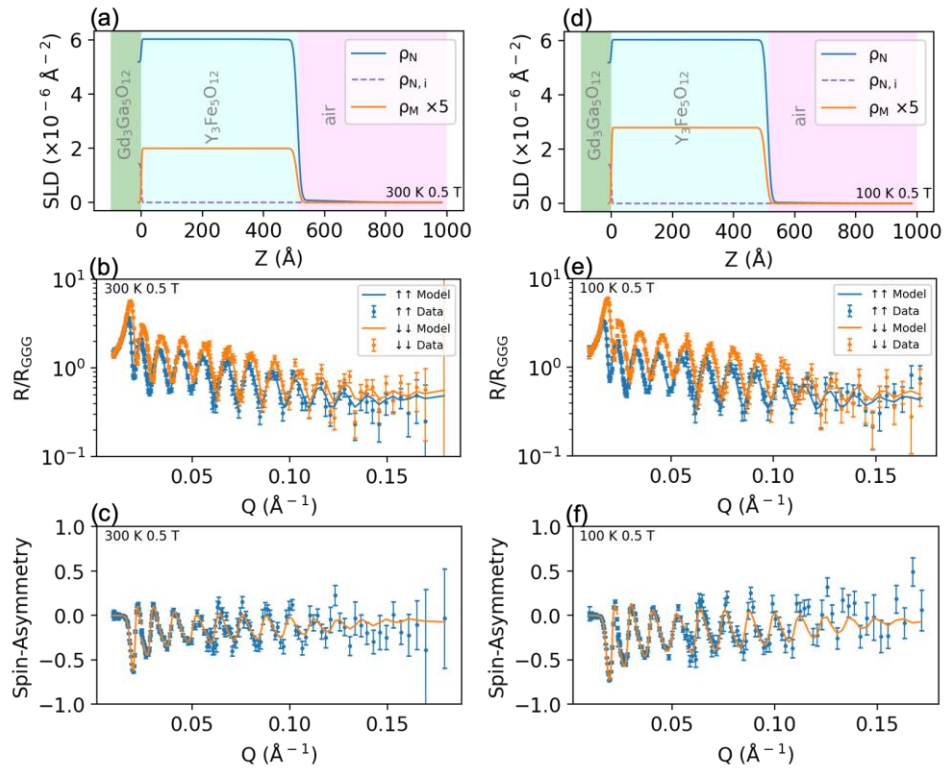 (a)
SLD (×10⁻⁶ Å⁻²)
6
4
2
0
Gd₃Ga₅O₁₂
Y₃Fe₅O₁₂
air
ρN
ρN, i
ρM ×5
300 K 0.5 T
0 200 400 600 800 1000
Z (Å)
(d)
SLD (×10⁻⁶ Å⁻²)
6
4
2
0
Gd₃Ga₅O₁₂
Y₃Fe₅O₁₂
air
ρN
ρN, i
ρM ×5
100 K 0.5 T
0 200 400 600 800 1000
Z (Å)
(b)
300 K 0.5 T
R/R_GGG
10¹
10⁰
10⁻¹
↑↑ Model
↑↑ Data
↓↓ Model
↓↓ Data
0.05 0.10 0.15
Q (Å⁻¹)
(e)
100 K 0.5 T
R/R_GGG
10¹
10⁰
10⁻¹
↑↑ Model
↑↑ Data
↓↓ Model
↓↓ Data
0.05 0.10 0.15
Q (Å⁻¹)
(c)
300 K 0.5 T
Spin-Asymmetry
1.0
0.5
0.0
-0.5
-1.0
0.05 0.10 0.15
Q (Å⁻¹)
(f)
100 K 0.5 T
Spin-Asymmetry
1.0
0.5
0.0
-0.5
-1.0
0.05 0.10 0.15
Q (Å⁻¹)